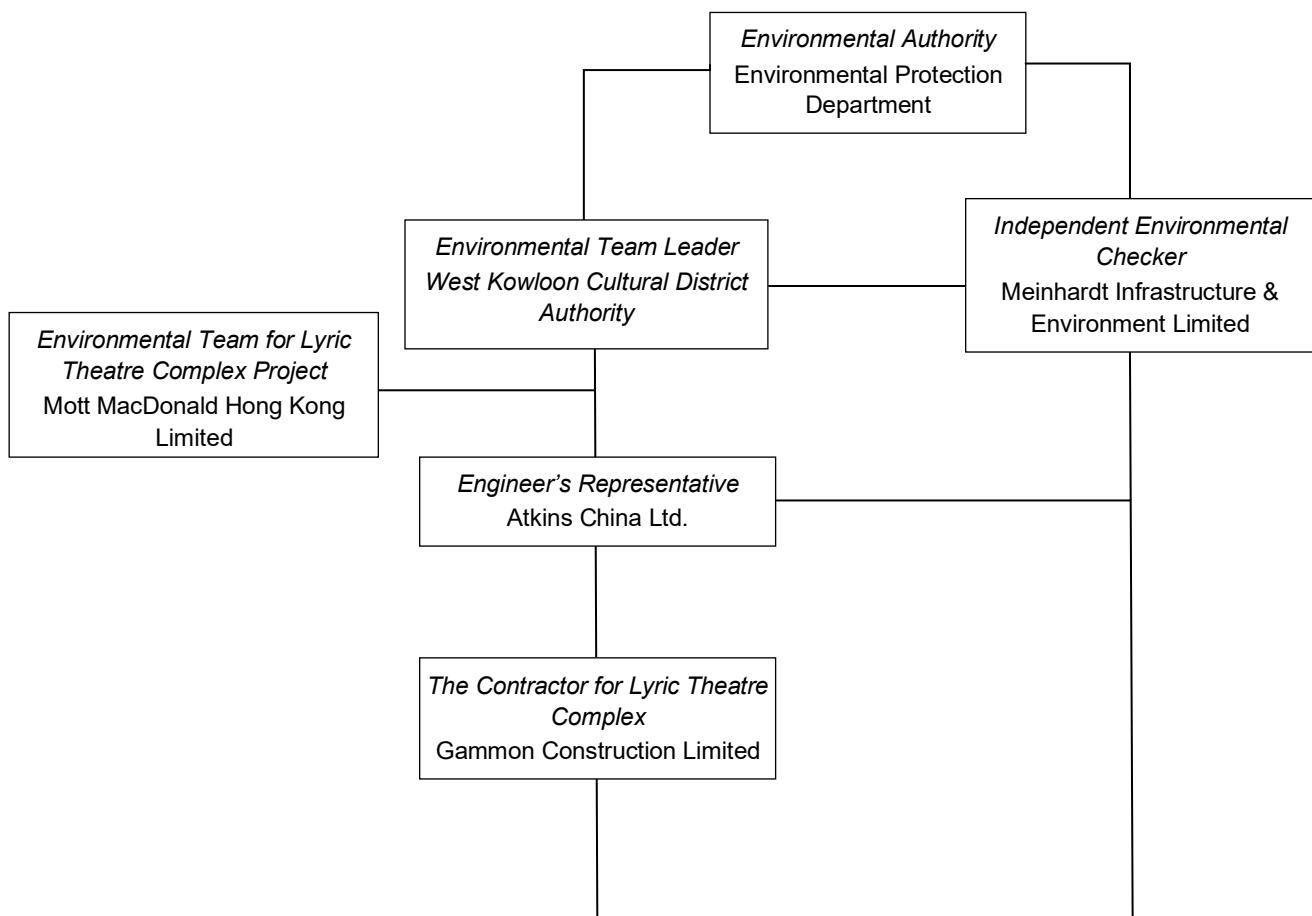 Environmental Authority
Environmental Protection
Department
Environmental Team Leader
West Kowloon Cultural District
Authority
Independent Environmental
Checker
Meinhardt Infrastructure &
Environment Limited
Environmental Team for Lyric
Theatre Complex Project
Mott MacDonald Hong Kong
Limited
Engineer’s Representative
Atkins China Ltd.
The Contractor for Lyric Theatre
Complex
Gammon Construction Limited